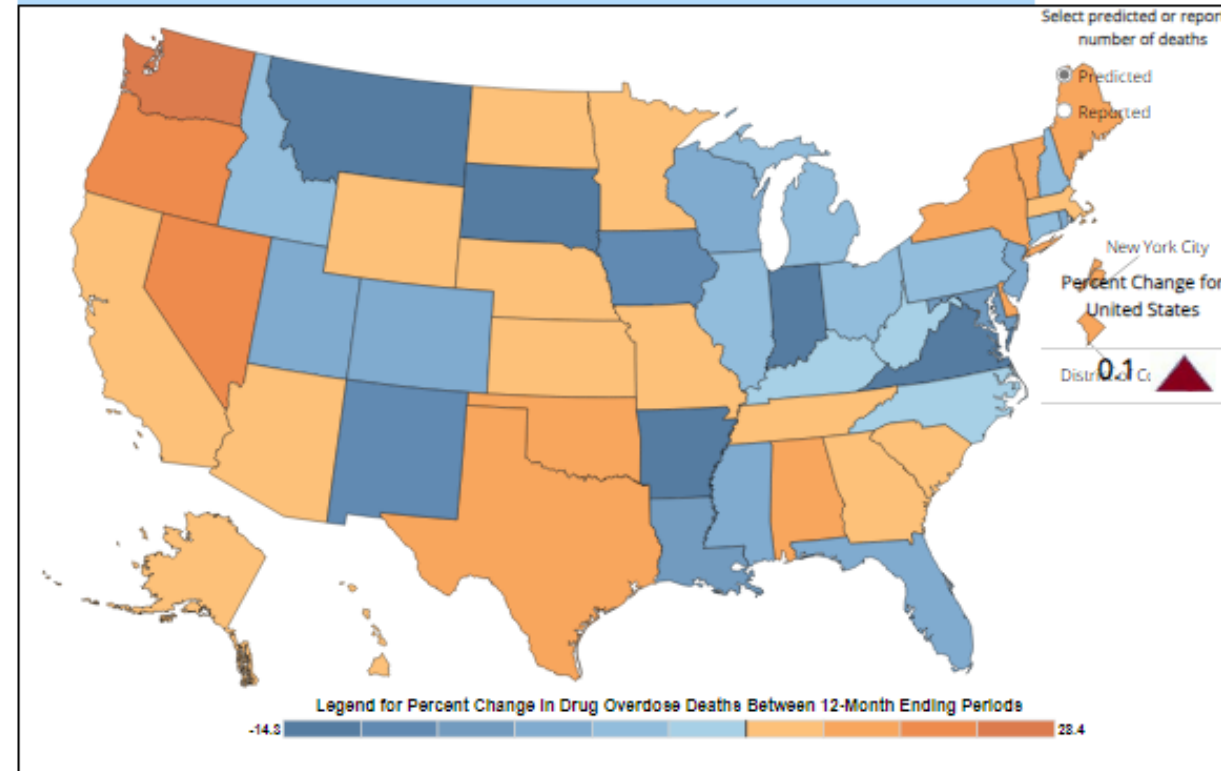 Select predicted or repor
number of deaths
Predicted
Reported
New York City
Percent Change for
United States
0.1
Legend for Percent Change In Drug Overdose Deaths Between 12-Month Ending Periods
-14.8
28.4